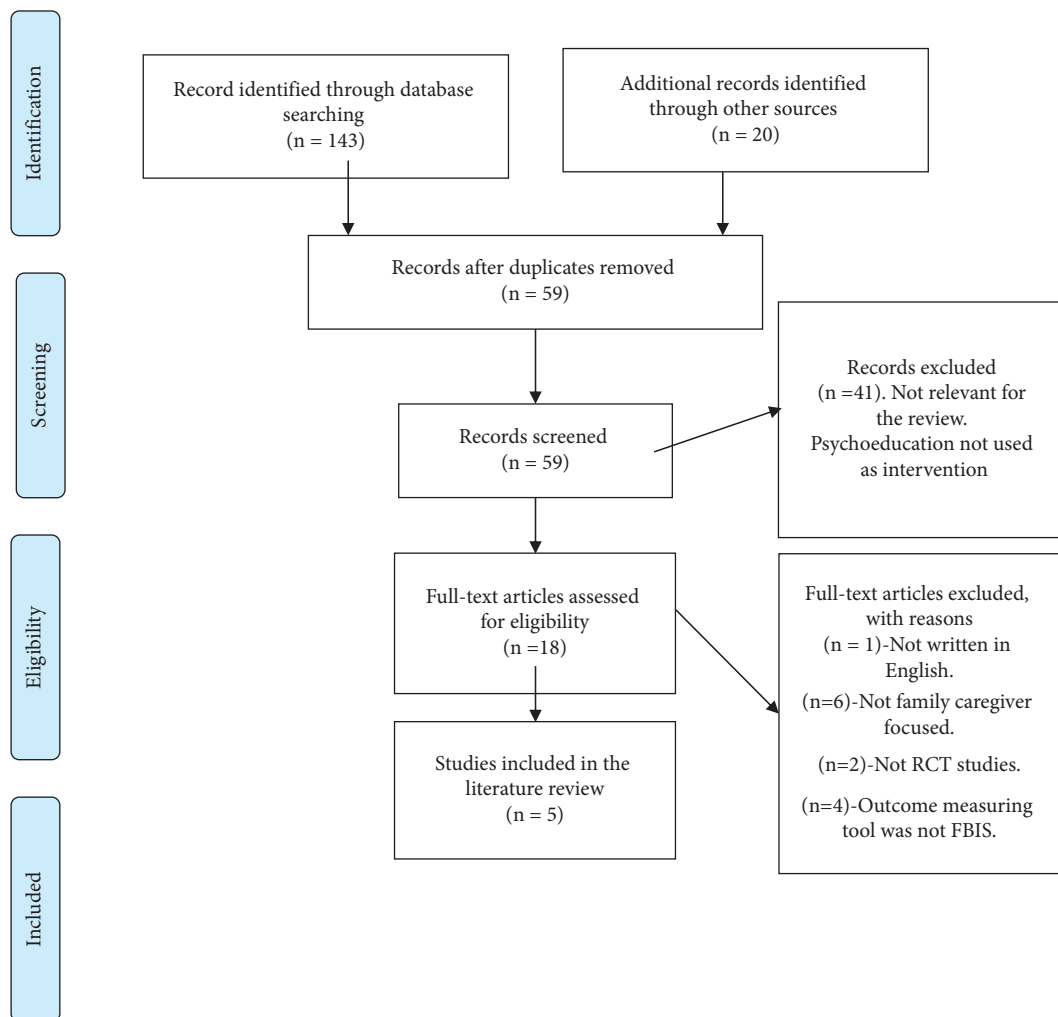 Identification
Record identified through database
searching
(n = 143)
Additional records identified
through other sources
(n = 20)
Records after duplicates removed
(n = 59)
Screening
Records screened
(n = 59)
Records excluded
(n =41). Not relevant for
the review.
Psychoeducation not used
as intervention
Eligibility
Full-text articles assessed
for eligibility
(n =18)
Full-text articles excluded,
with reasons
(n = 1)-Not written in
English.
(n=6)-Not family caregiver
focused.
(n=2)-Not RCT studies.
(n=4)-Outcome measuring
tool was not FBIS.
Studies included in the
literature review
(n = 5)
Included